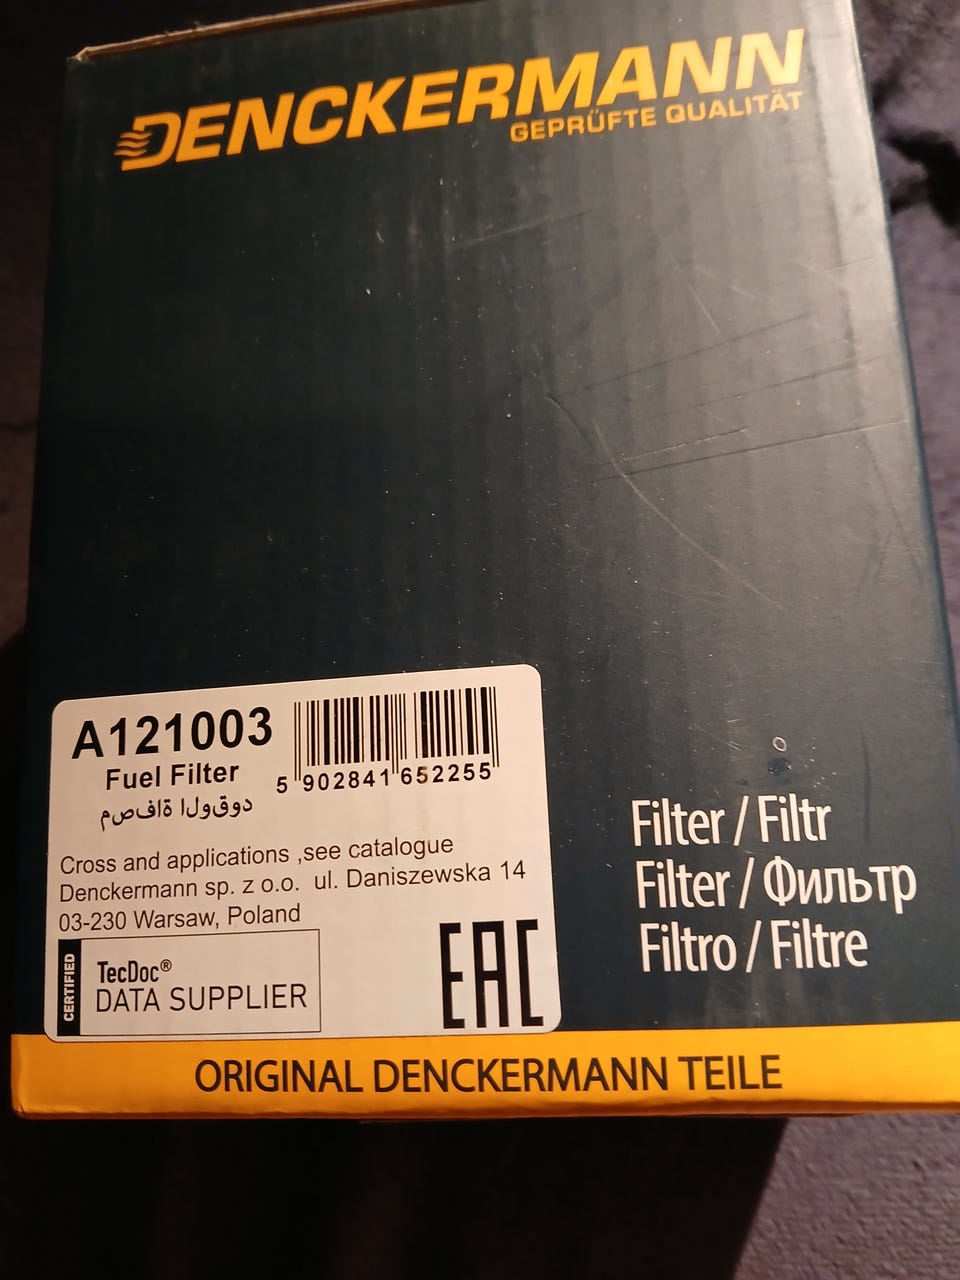 DENCKERMANN
GEPRÜFTE QUALITÄT
A121003
Fuel Filter
مصفاة الوقود
5 902841 652255
Cross and applications ,see catalogue
Denckermann sp. z o.o. ul. Daniszewska 14
03-230 Warsaw, Poland
CERTIFIED
TecDoc®
DATA SUPPLIER
EAC
Filter / Filtr
Filter / Фильтр
Filtro / Filtre
ORIGINAL DENCKERMANN TEILE